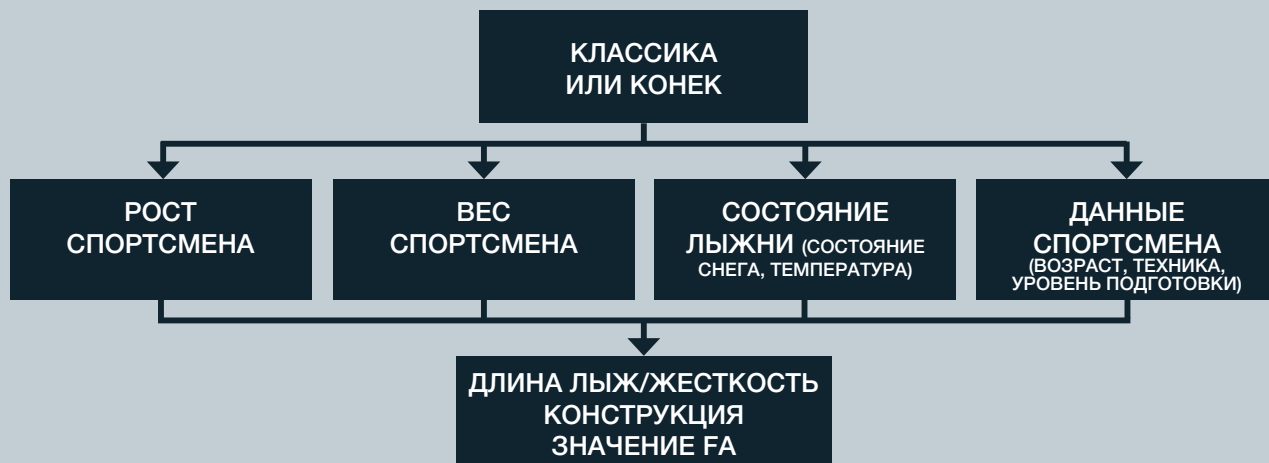 КЛАССИКА
ИЛИ КОНЕК
РОСТ
СПОРТСМЕНА
ВЕС
СПОРТСМЕНА
СОСТОЯНИЕ
ЛЫЖНИ (СОСТОЯНИЕ
СНЕГА, ТЕМПЕРАТУРА)
ДАННЫЕ
СПОРТСМЕНА
(ВОЗРАСТ, ТЕХНИКА,
УРОВЕНЬ ПОДГОТОВКИ)
ДЛИНА ЛЫЖ/ЖЕСТКОСТЬ
КОНСТРУКЦИЯ
ЗНАЧЕНИЕ FA